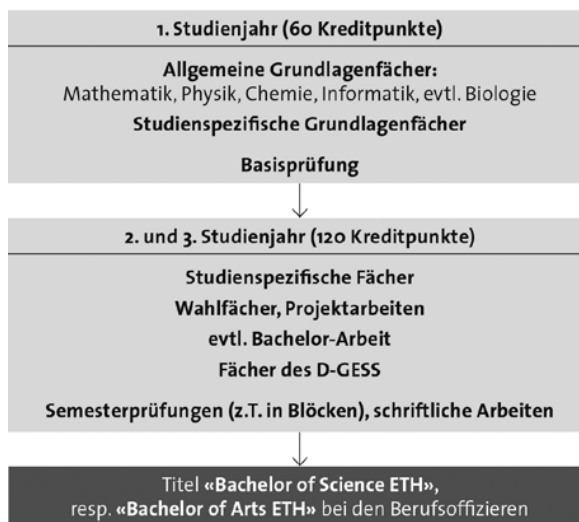 1. Studienjahr (60 Kreditpunkte)
Allgemeine Grundlagenfächer:
Mathematik, Physik, Chemie, Informatik, evtl. Biologie
Studienspezifische Grundlagenfächer
Basisprüfung
2. und 3. Studienjahr (120 Kreditpunkte)
Studienspezifische Fächer
Wahlfächer, Projektarbeiten
evtl. Bachelor-Arbeit
Fächer des D-GESS
Semesterprüfungen (z.T. in Blöcken), schriftliche Arbeiten
Titel «Bachelor of Science ETH»,
resp. «Bachelor of Arts ETH» bei den Berufsoffizieren